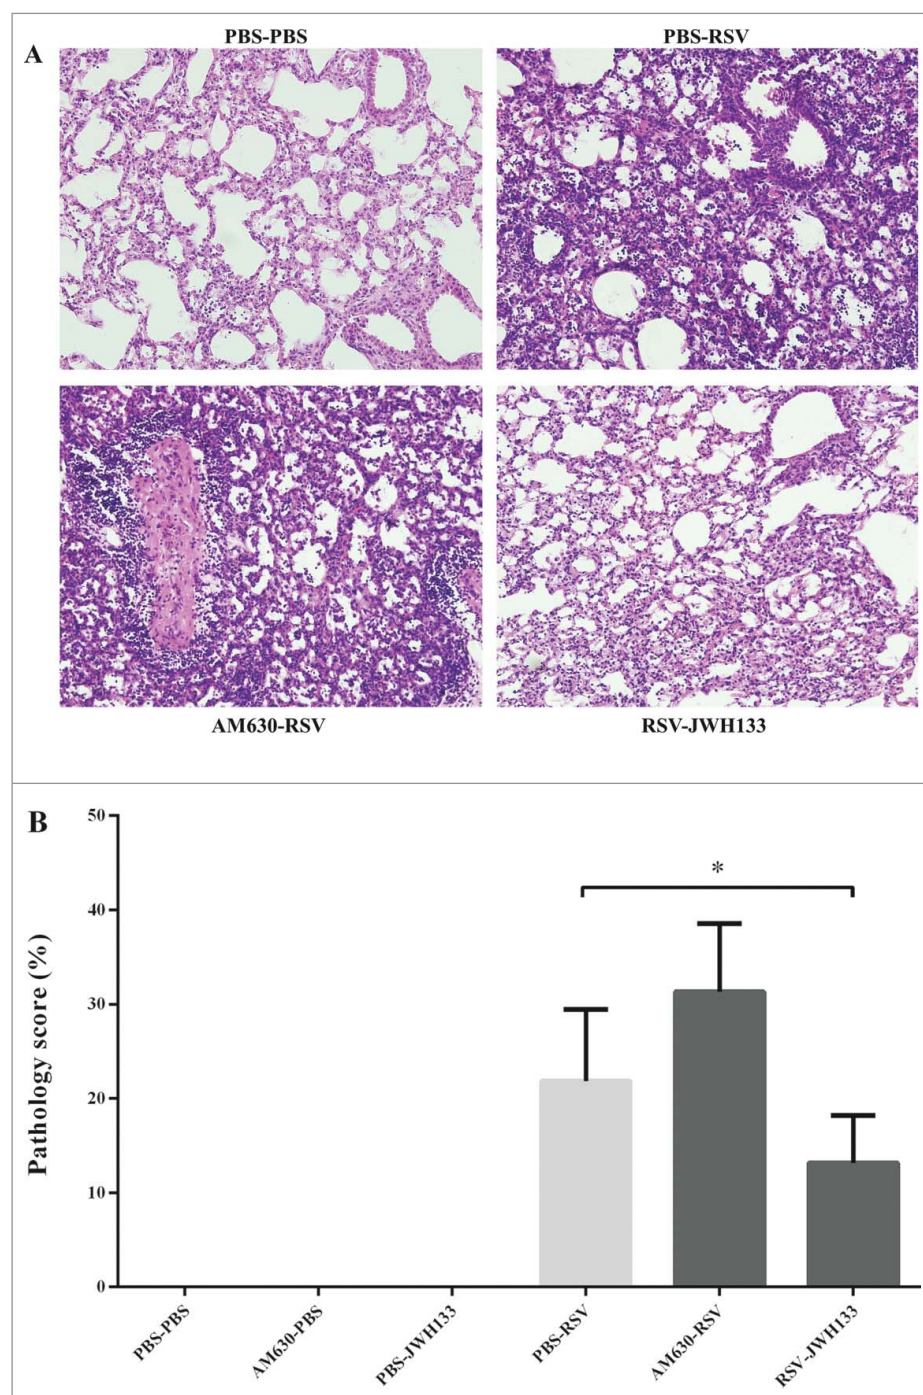 A
PBS-PBS
PBS-RSV
AM630-RSV
RSV-JWH133
B
Pathology score (%)
50
40
30
20
10
0
*
PBS-PBS
AM630-PBS
PBS-JWH133
PBS-RSV
AM630-RSV
RSV-JWH133